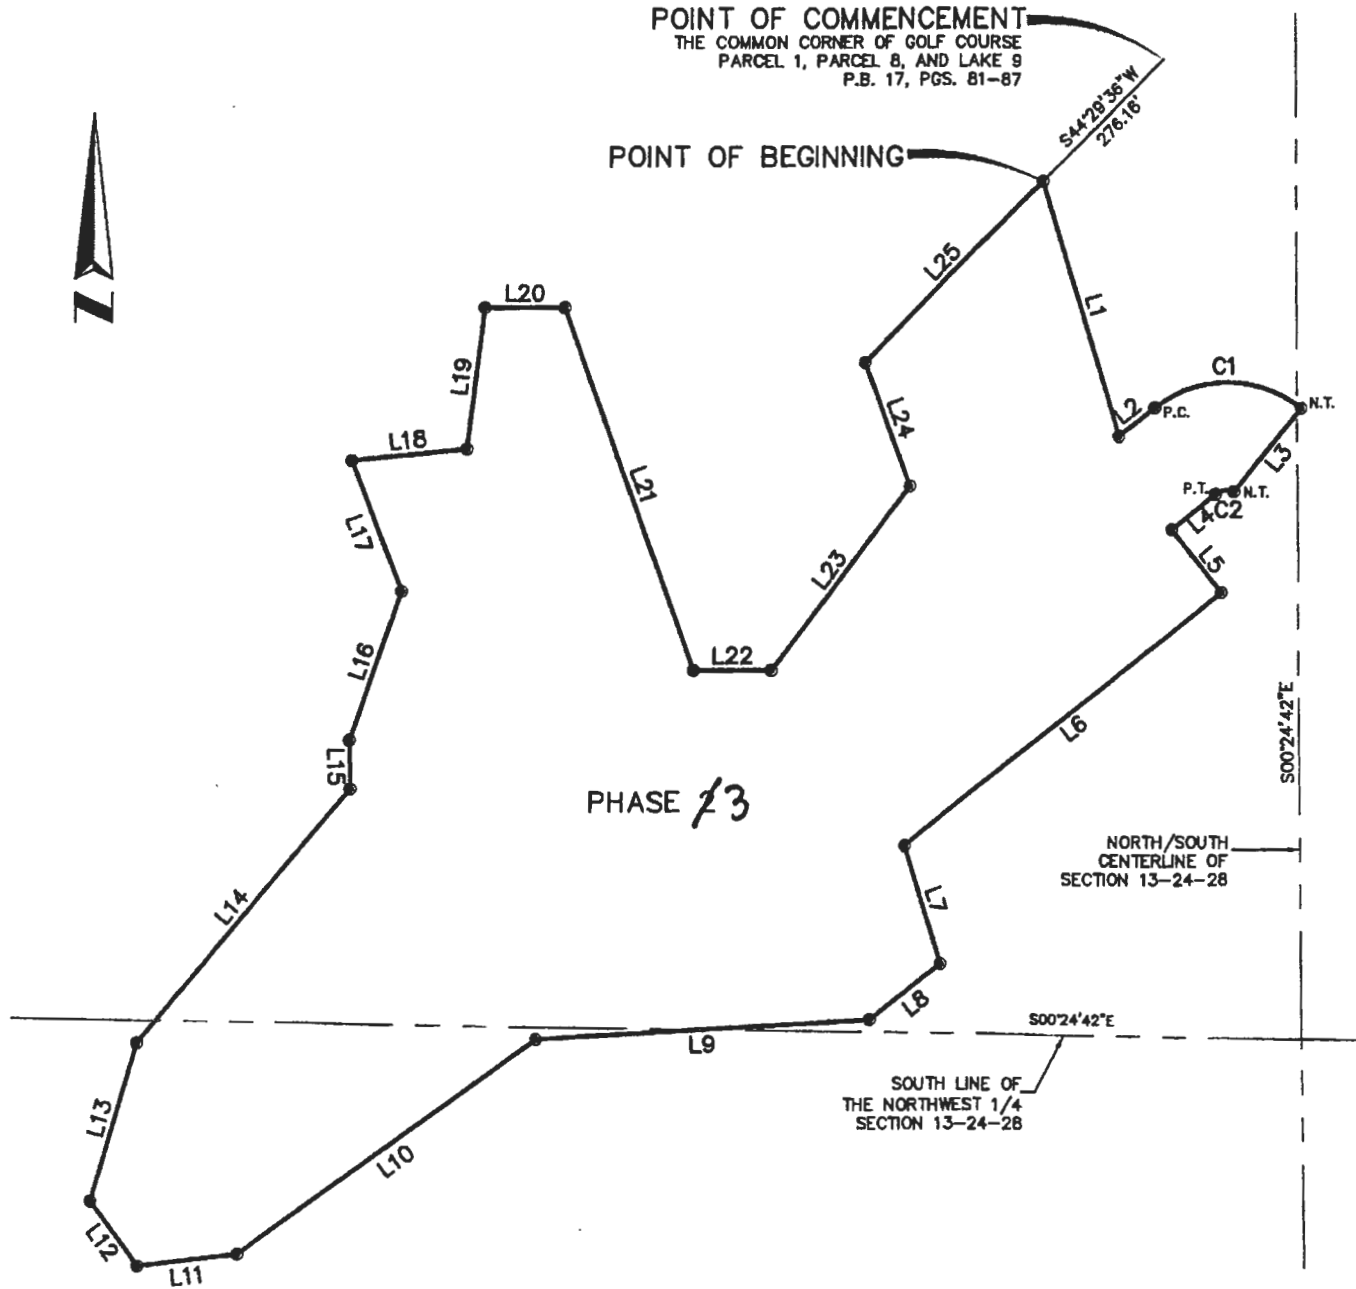 POINT OF COMMENCEMENT
THE COMMON CORNER OF GOLF COURSE
PARCEL 1, PARCEL 8, AND LAKE 9
P.B. 17, PGS. 81-87
S44°29'36"W
276.16'
POINT OF BEGINNING
N
L25
L1
L20
C1
L19
L2
P.C.
N.T.
L24
L18
L3
L21
P.T.
N.T.
C2
L4
L17
L5
L23
L16
L22
S00°24'42"E
L6
L15
PHASE 2 3
NORTH/SOUTH
CENTERLINE OF
SECTION 13-24-28
L7
L14
L8
S00°24'42"E
L9
SOUTH LINE OF
THE NORTHWEST 1/4
SECTION 13-24-28
L13
L10
L12
L11